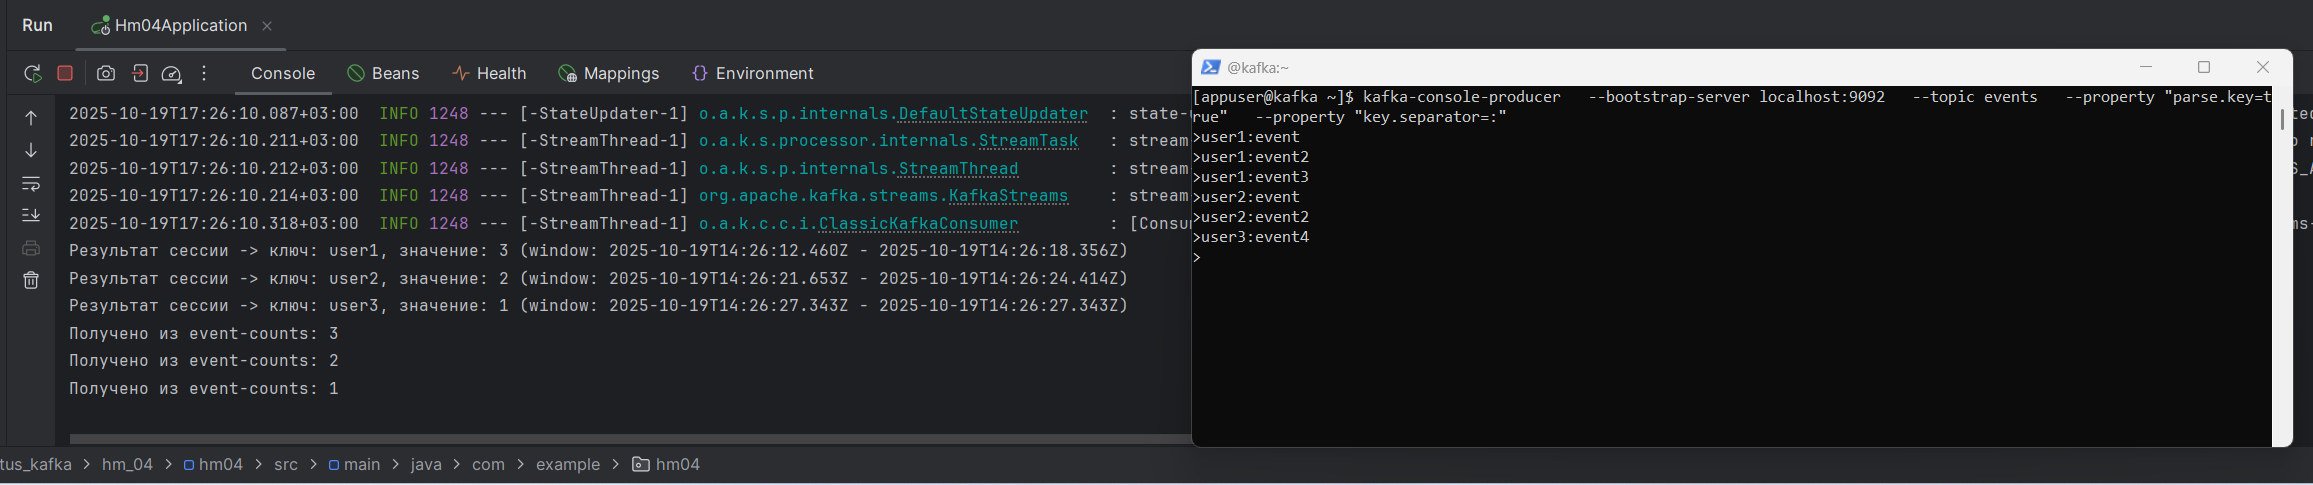 Run Hm04Application
Console Beans Health Mappings Environment
2025-10-19T17:26:10.087+03:00 INFO 1248 --- [-StateUpdater-1] o.a.k.s.p.internals.DefaultStateUpdater : state-
2025-10-19T17:26:10.211+03:00 INFO 1248 --- [-StreamThread-1] o.a.k.s.processor.internals.StreamTask : stream
2025-10-19T17:26:10.212+03:00 INFO 1248 --- [-StreamThread-1] o.a.k.s.p.internals.StreamThread : stream
2025-10-19T17:26:10.214+03:00 INFO 1248 --- [-StreamThread-1] org.apache.kafka.streams.KafkaStreams : stream
2025-10-19T17:26:10.318+03:00 INFO 1248 --- [-StreamThread-1] o.a.k.c.c.i.ClassicKafkaConsumer : [Consu
Результат сессии -> ключ: user1, значение: 3 (window: 2025-10-19T14:26:12.460Z - 2025-10-19T14:26:18.356Z)
Результат сессии -> ключ: user2, значение: 2 (window: 2025-10-19T14:26:21.653Z - 2025-10-19T14:26:24.414Z)
Результат сессии -> ключ: user3, значение: 1 (window: 2025-10-19T14:26:27.343Z - 2025-10-19T14:26:27.343Z)
Получено из event-counts: 3
Получено из event-counts: 2
Получено из event-counts: 1
@kafka:~
[appuser@kafka ~]$ kafka-console-producer --bootstrap-server localhost:9092 --topic events --property "parse.key=t
rue" --property "key.separator=:"
>user1:event
>user1:event2
>user1:event3
>user2:event
>user2:event2
>user3:event4
>
tus_kafka > hm_04 > hm04 > src > main > java > com > example > hm04